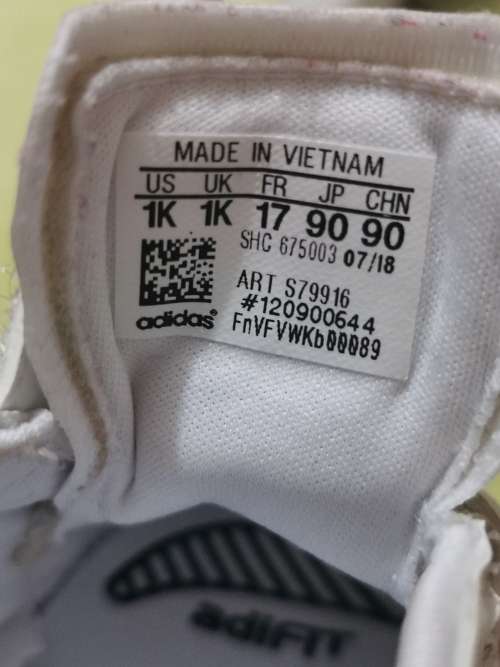 MADE IN VIETNAM
US UK FR JP CHN
1K 1K 17 90 90
SHC 675003 07/18
ART S79916
#120900644
adidas FnVFVWKb00089
adiFIT